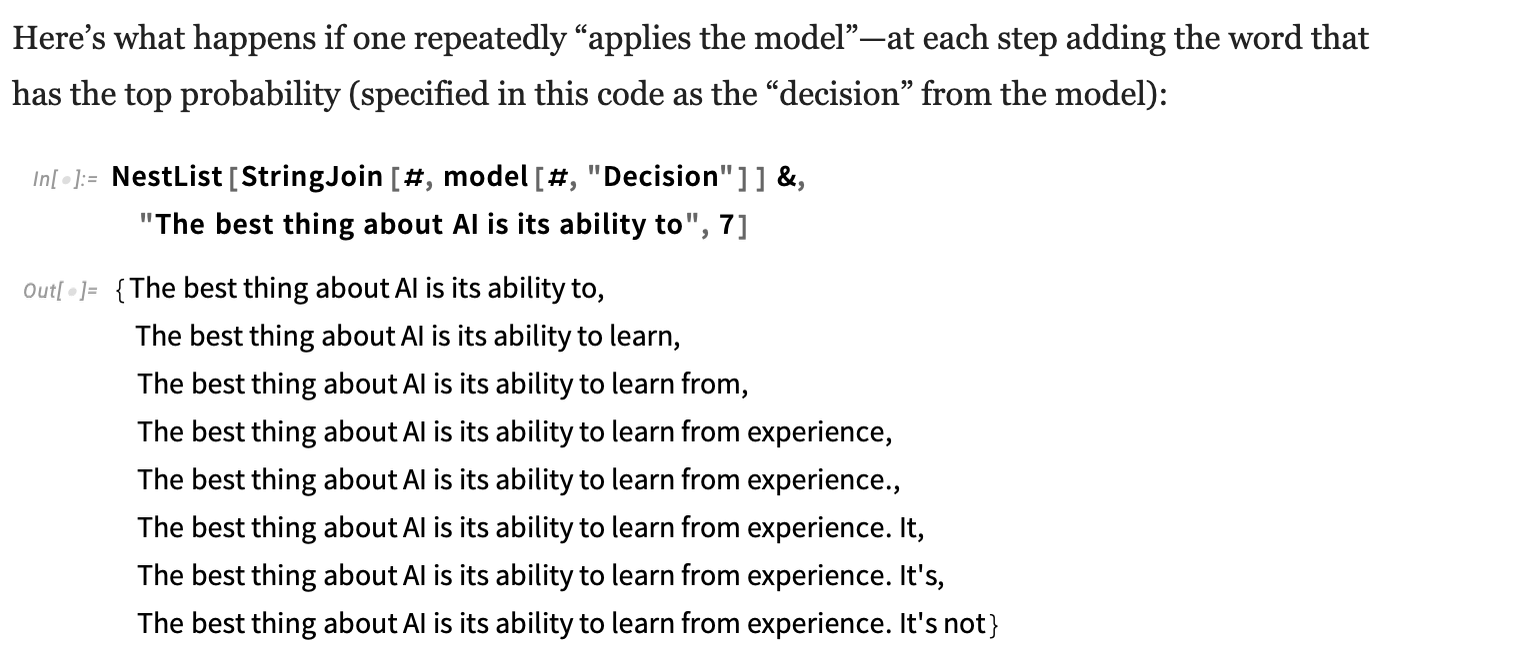 Here’s what happens if one repeatedly “applies the model”—at each step adding the word that
has the top probability (specified in this code as the “decision” from the model):
In[ ]:= NestList[StringJoin[#, model[#, "Decision"]] &,
"The best thing about AI is its ability to", 7]
Out[ ]= {The best thing about AI is its ability to,
The best thing about AI is its ability to learn,
The best thing about AI is its ability to learn from,
The best thing about AI is its ability to learn from experience,
The best thing about AI is its ability to learn from experience.,
The best thing about AI is its ability to learn from experience. It,
The best thing about AI is its ability to learn from experience. It's,
The best thing about AI is its ability to learn from experience. It's not}